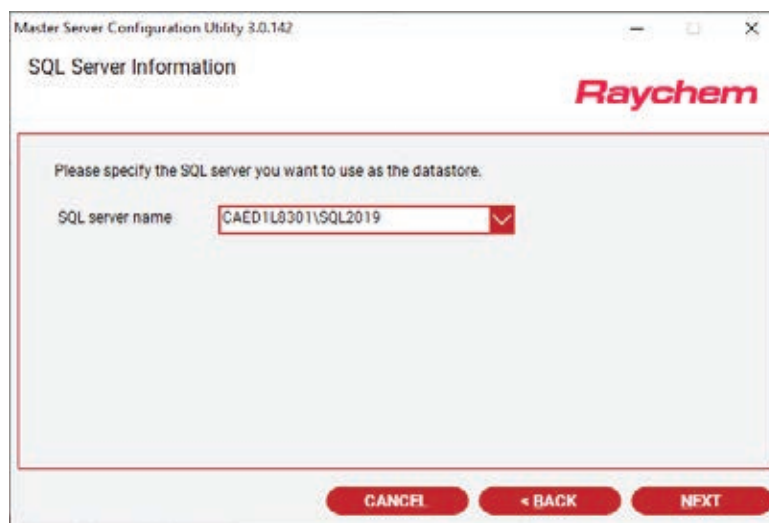 Master Server Configuration Utility 3.0.142
SQL Server Information
Raychem
Please specify the SQL server you want to use as the datastore.
SQL server name CAED1L8301\SQL2019
CANCEL < BACK NEXT